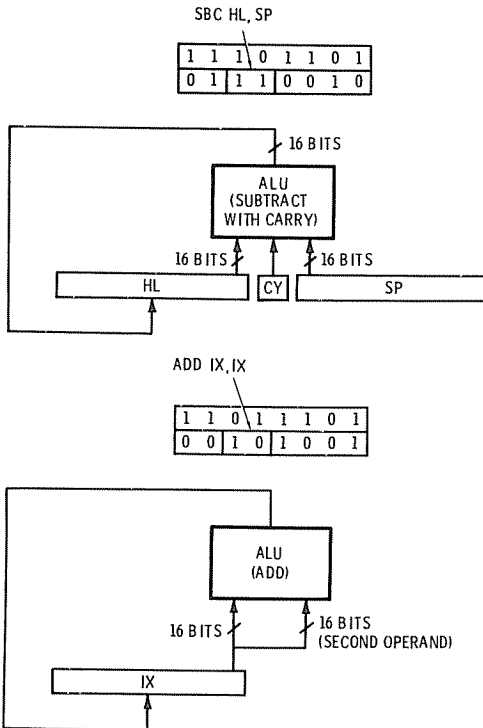 SBC HL, SP
1 1 1 0 1 1 0 1
0 1 1 1 0 0 1 0
16 BITS
ALU
(SUBTRACT
WITH CARRY)
16 BITS 16 BITS
HL CY SP
ADD IX, IX
1 1 0 1 1 1 0 1
0 0 1 0 1 0 0 1
ALU
(ADD)
16 BITS 16 BITS
(SECOND OPERAND)
IX